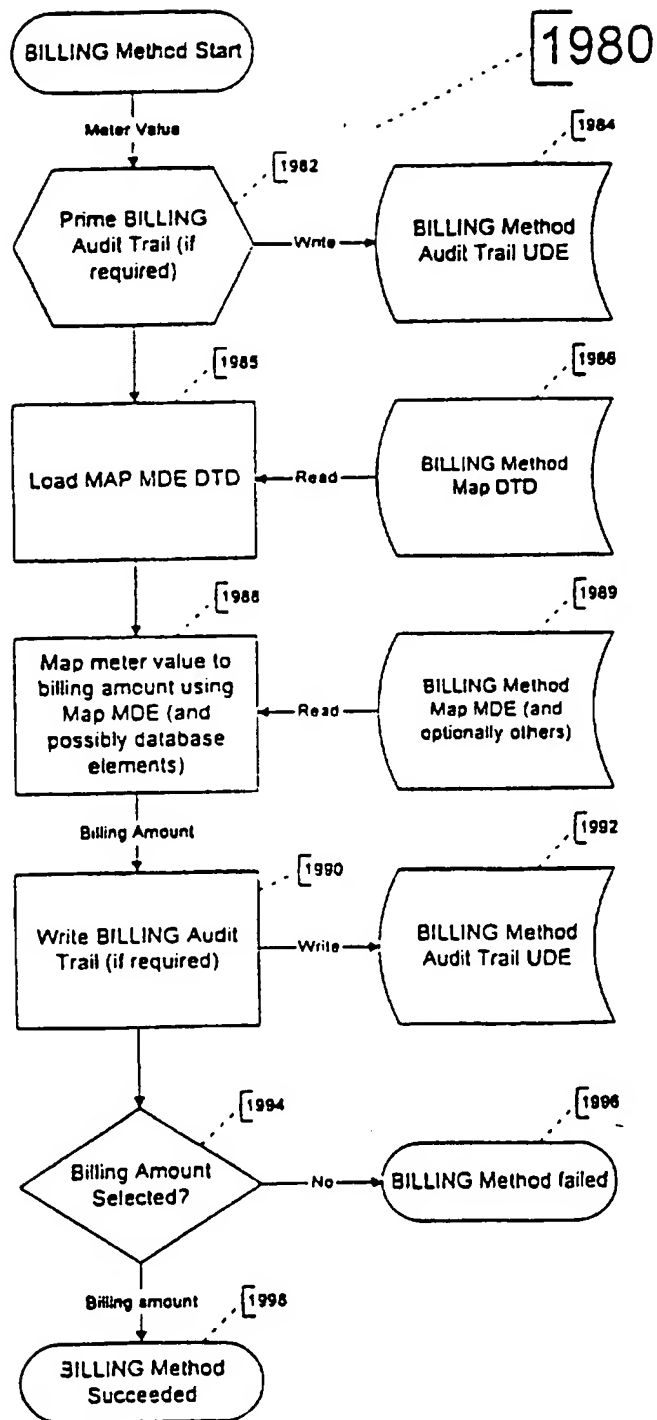 BILLING Method Start
1980
Meter Value
1982
1984
Prime BILLING
Audit Trail (if
required)
Write
BILLING Method
Audit Trail UDE
1985
1986
Load MAP MDE DTD
Read
BILLING Method
Map DTD
1988
1989
Map meter value to
billing amount using
Map MDE (and
possibly database
elements)
Read
BILLING Method
Map MDE (and
optionally others)
Billing Amount
1990
1992
Write BILLING Audit
Trail (if required)
Write
BILLING Method
Audit Trail UDE
1994
1996
Billing Amount
Selected?
No
BILLING Method failed
Billing amount
1998
BILLING Method
Succeeded